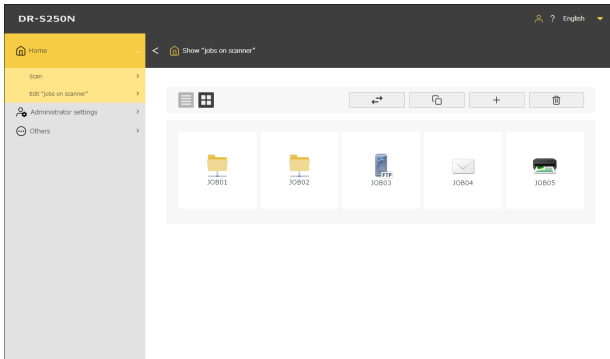 DR-S250N
? English
Home
< Show "jobs on scanner"
Scan
Edit "jobs on scanner"
Administrator settings
Others
JOB01
JOB02
FTP
JOB03
JOB04
JOB05